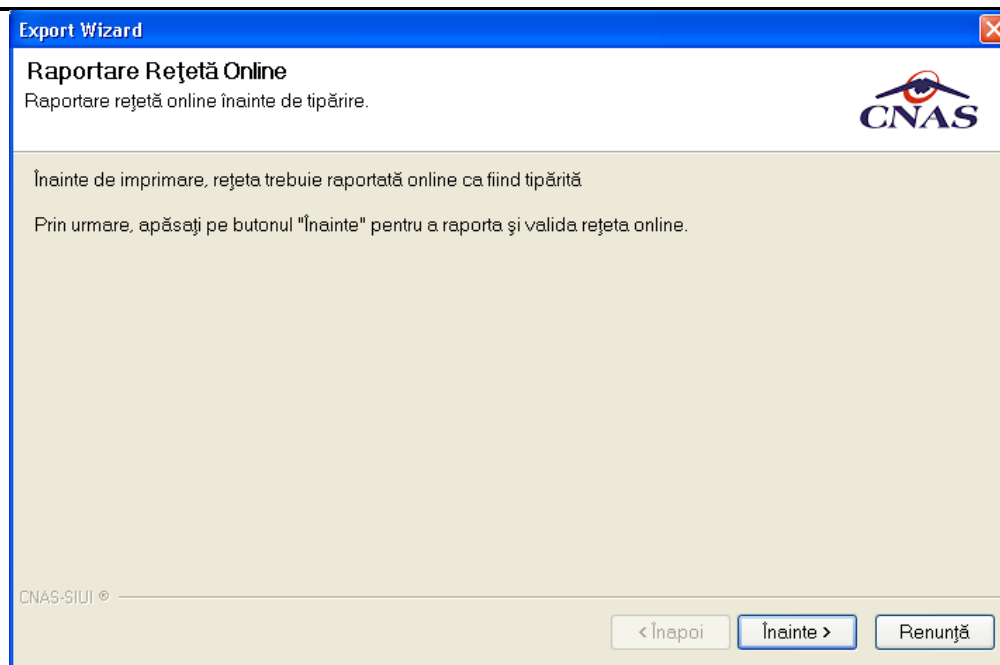 Export Wizard
Raportare Reţetă Online
Raportare reţetă online înainte de tipărire.
CNAS
Înainte de imprimare, reţeta trebuie raportată online ca fiind tipărită
Prin urmare, apăsaţi pe butonul "Înainte" pentru a raporta şi valida reţeta online.
CNAS-SIUI ®
< Înapoi
Înainte >
Renunţă